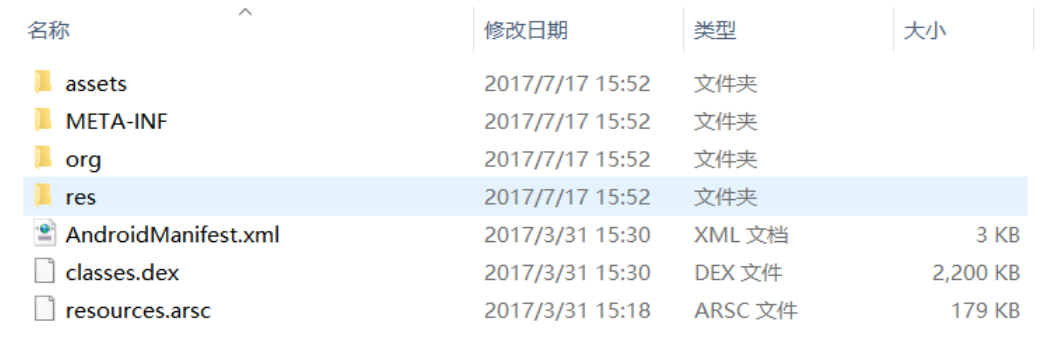 名称 修改日期 类型 大小
assets 2017/7/17 15:52 文件夹
META-INF 2017/7/17 15:52 文件夹
org 2017/7/17 15:52 文件夹
res 2017/7/17 15:52 文件夹
AndroidManifest.xml 2017/3/31 15:30 XML 文档 3 KB
classes.dex 2017/3/31 15:30 DEX 文件 2,200 KB
resources.arsc 2017/3/31 15:18 ARSC 文件 179 KB